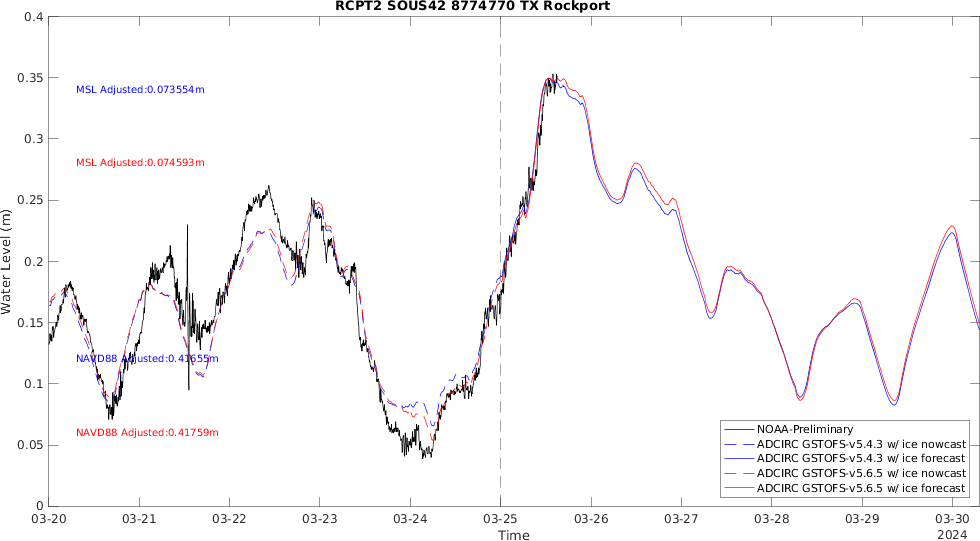 RCPT2 SOUS42 8774770 TX Rockport
0.4
0.35
0.3
0.25
0.2
0.15
0.1
0.05
0
Water Level (m)
MSL Adjusted:0.073554m
MSL Adjusted:0.074593m
NAVD88 Adjusted:0.41655m
NAVD88 Adjusted:0.41759m
NOAA-Preliminary
ADCIRC GSTOFS-v5.4.3 w/ ice nowcast
ADCIRC GSTOFS-v5.4.3 w/ ice forecast
ADCIRC GSTOFS-v5.6.5 w/ ice nowcast
ADCIRC GSTOFS-v5.6.5 w/ ice forecast
03-20 03-21 03-22 03-23 03-24 03-25 03-26 03-27 03-28 03-29 03-30
Time
2024